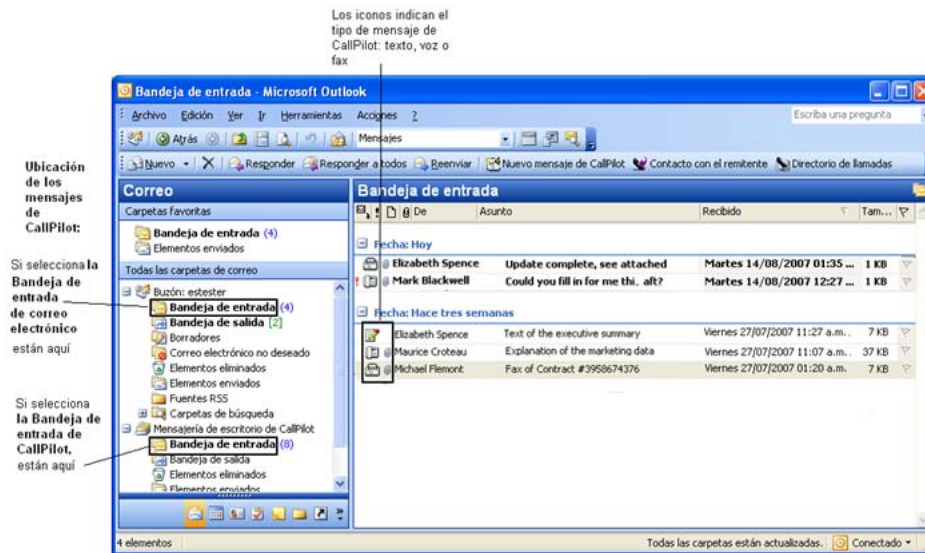 Los iconos indican el
tipo de mensaje de
CallPilot: texto, voz o
fax
Bandeja de entrada - Microsoft Outlook
Archivo Edición Ver Ir Herramientas Acciones ?
Escriba una pregunta
Atrás
Mensajes
Nuevo Responder Responder a todos Reenviar Nuevo mensaje de CallPilot Contacto con el remitente Directorio de llamadas
Ubicación
de los
mensajes
de
CallPilot:
Si selecciona la
Bandeja de
entrada
de correo
electrónico
están aquí
Si selecciona
la Bandeja de
entrada de
CallPilot,
están aquí
Correo
Carpetas favoritas
Bandeja de entrada (4)
Elementos enviados
Todas las carpetas de correo
Buzón: estester
Bandeja de entrada (4)
Bandeja de salida [2]
Borradores
Correo electrónico no deseado
Elementos eliminados
Elementos enviados
Fuentes RSS
Carpetas de búsqueda
Mensajería de escritorio de CallPilot
Bandeja de entrada (8)
Bandeja de salida
Elementos eliminados
Elementos enviados
Bandeja de entrada
De Asunto Recibido Tam...
Fecha: Hoy
Elizabeth Spence Update complete, see attached Martes 14/08/2007 01:35 ... 1 KB
Mark Blackwell Could you fill in for me thi.. aft? Martes 14/08/2007 12:27 ... 1 KB
Fecha: Hace tres semanas
Elizabeth Spence Text of the executive summary Viernes 27/07/2007 11:27 a.m. . 7 KB
Maurice Croteau Explanation of the marketing data Viernes 27/07/2007 11:07 a.m. . 37 KB
Michael Flemont Fax of Contract #3958674376 Viernes 27/07/2007 01:20 a.m. 7 KB
4 elementos
Todas las carpetas están actualizadas. Conectado